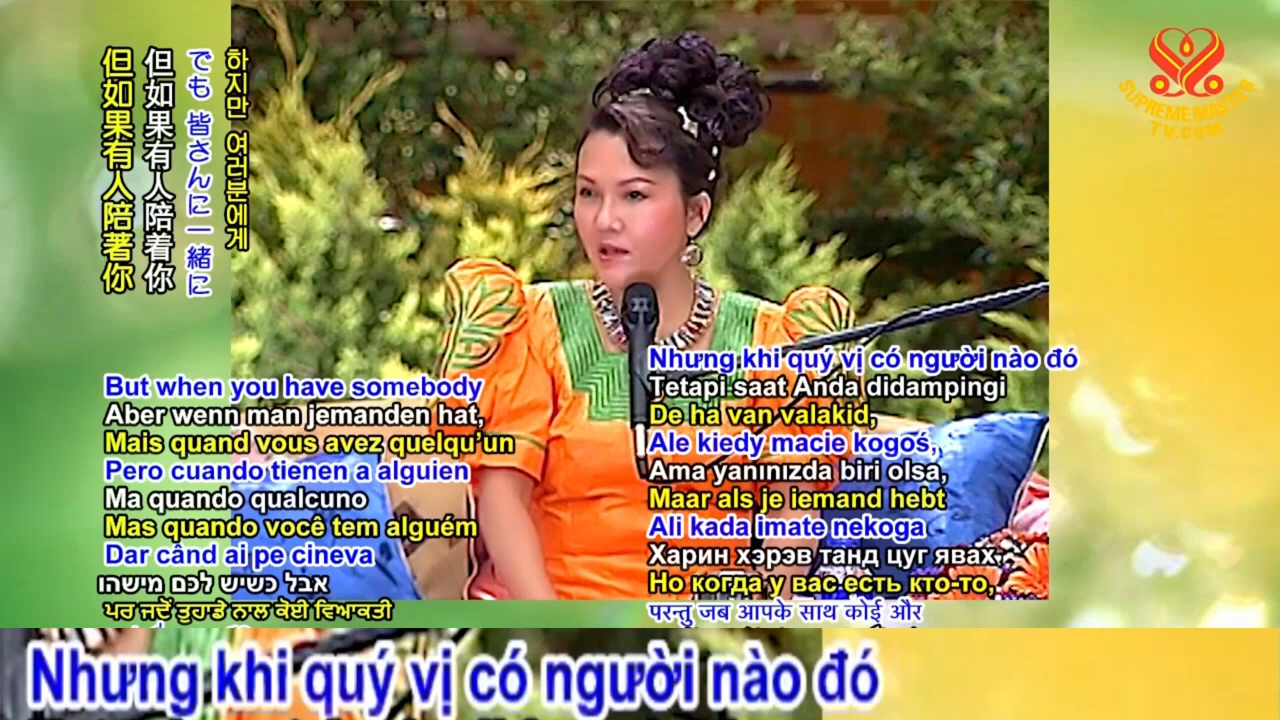 但如果有人陪著你
但如果有人陪着你
でも 皆さんに一緒に
하지만 여러분에게
SUPREME MASTER
TV.COM
But when you have somebody
Aber wenn man jemanden hat,
Mais quand vous avez quelqu’un
Pero cuando tienen a alguien
Ma quando qualcuno
Mas quando você tem alguém
Dar când ai pe cineva
אבל כשיש לכם מישהו
ਪਰ ਜਦੋਂ ਤੁਹਾਡੇ ਨਾਲ ਕੋਈ ਵਿਅਕਤੀ
Nhưng khi quý vị có người nào đó
Tetapi saat Anda didampingi
De ha van valakid,
Ale kiedy macie kogoś,
Ama yanınızda biri olsa,
Maar als je iemand hebt
Ali kada imate nekoga
Харин хэрэв танд цуг явах
Но когда у вас есть кто-то,
परन्तु जब आपके साथ कोई और
Nhưng khi quý vị có người nào đó